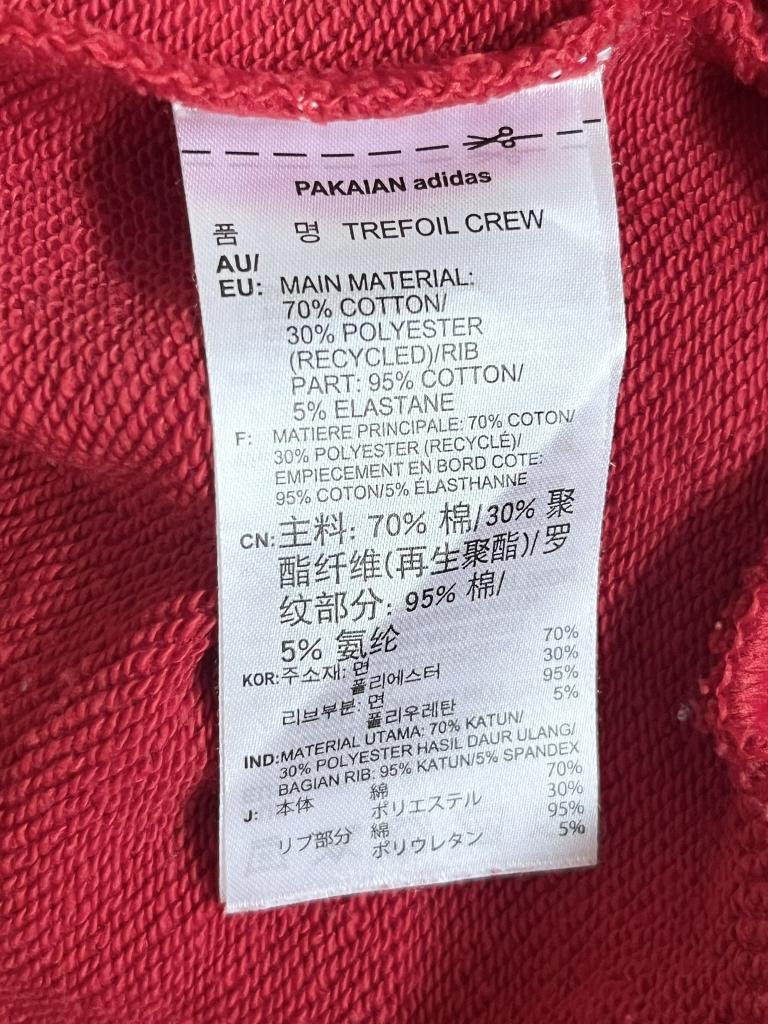 PAKAIAN adidas
품 명 TREFOIL CREW
AU/
EU: MAIN MATERIAL:
70% COTTON/
30% POLYESTER
(RECYCLED)/RIB
PART: 95% COTTON/
5% ELASTANE
F: MATIERE PRINCIPALE: 70% COTON/
30% POLYESTER (RECYCLÉ)/
EMPIECEMENT EN BORD COTE:
95% COTON/5% ÉLASTHANNE
CN: 主料: 70% 棉/30% 聚
酯纤维(再生聚酯)/罗
纹部分: 95% 棉/
5% 氨纶
KOR: 주소재: 면 70%
폴리에스터 30%
리브부분: 면 95%
폴리우레탄 5%
IND: MATERIAL UTAMA: 70% KATUN/
30% POLYESTER HASIL DAUR ULANG/
BAGIAN RIB: 95% KATUN/5% SPANDEX
J: 本体 綿 70%
ポリエステル 30%
リブ部分 綿 95%
ポリウレタン 5%